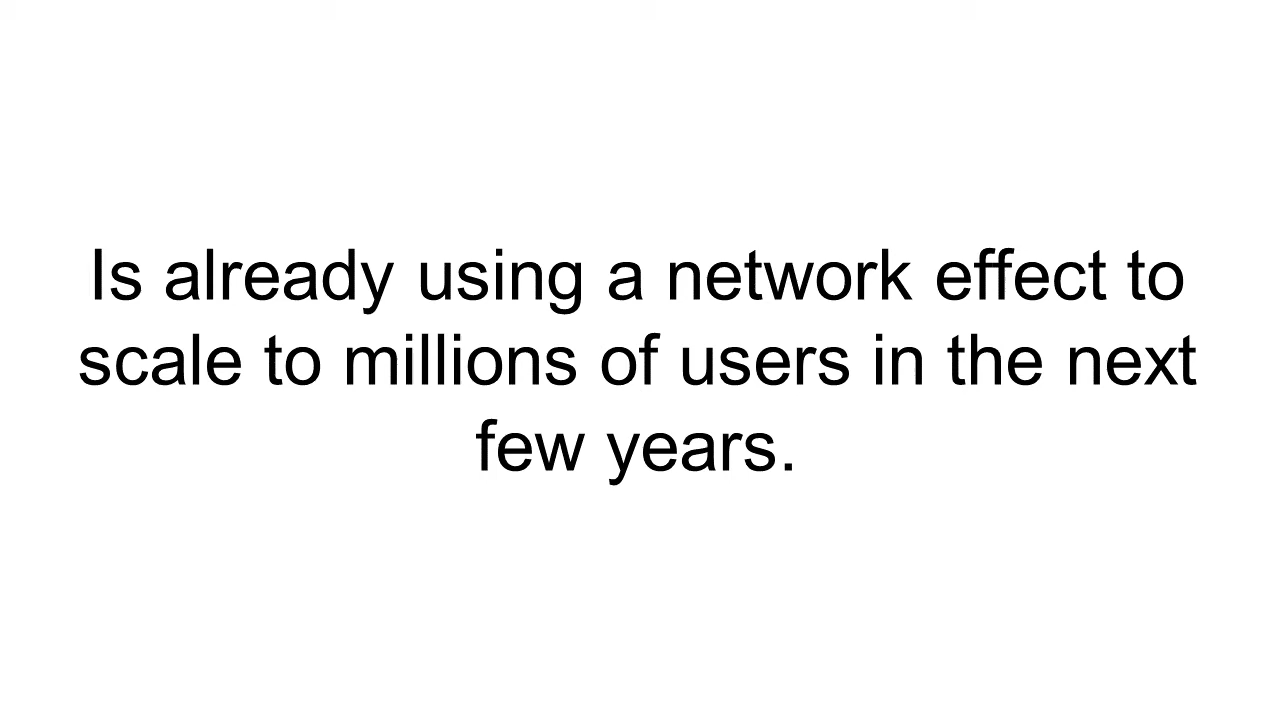 Is already using a network effect to
scale to millions of users in the next
few years.